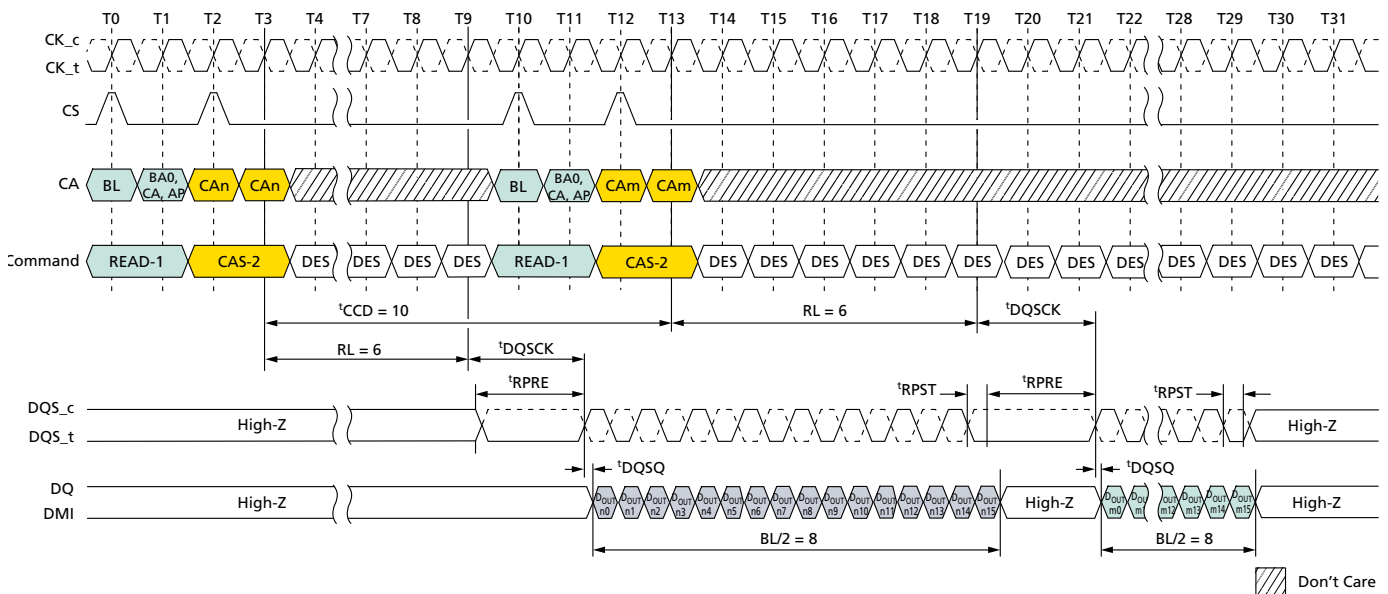 T0 T1 T2 T3 T4 T7 T8 T9 T10 T11 T12 T13 T14 T15 T16 T17 T18 T19 T20 T21 T22 T28 T29 T30 T31
CK_c
CK_t
CS
CA BL BA0, CA, AP CAn CAn BL BA0, CA, AP CAm CAm
Command READ-1 CAS-2 DES DES DES DES READ-1 CAS-2 DES DES DES DES DES DES DES DES DES DES DES DES DES
tCCD = 10 RL = 6 tDQSCK
RL = 6 tDQSCK
tRPRE tRPST tRPRE tRPST
DQS_c
DQS_t High-Z High-Z
tDQSQ tDQSQ
DQ
DMI High-Z DOUT n0 DOUT n1 DOUT n2 DOUT n3 DOUT n4 DOUT n5 DOUT n6 DOUT n7 DOUT n8 DOUT n9 DOUT n10 DOUT n11 DOUT n12 DOUT n13 DOUT n14 DOUT n15 High-Z DOUT m0 DOUT m12 DOUT m13 DOUT m14 DOUT m15 High-Z
BL/2 = 8 BL/2 = 8
Don't Care